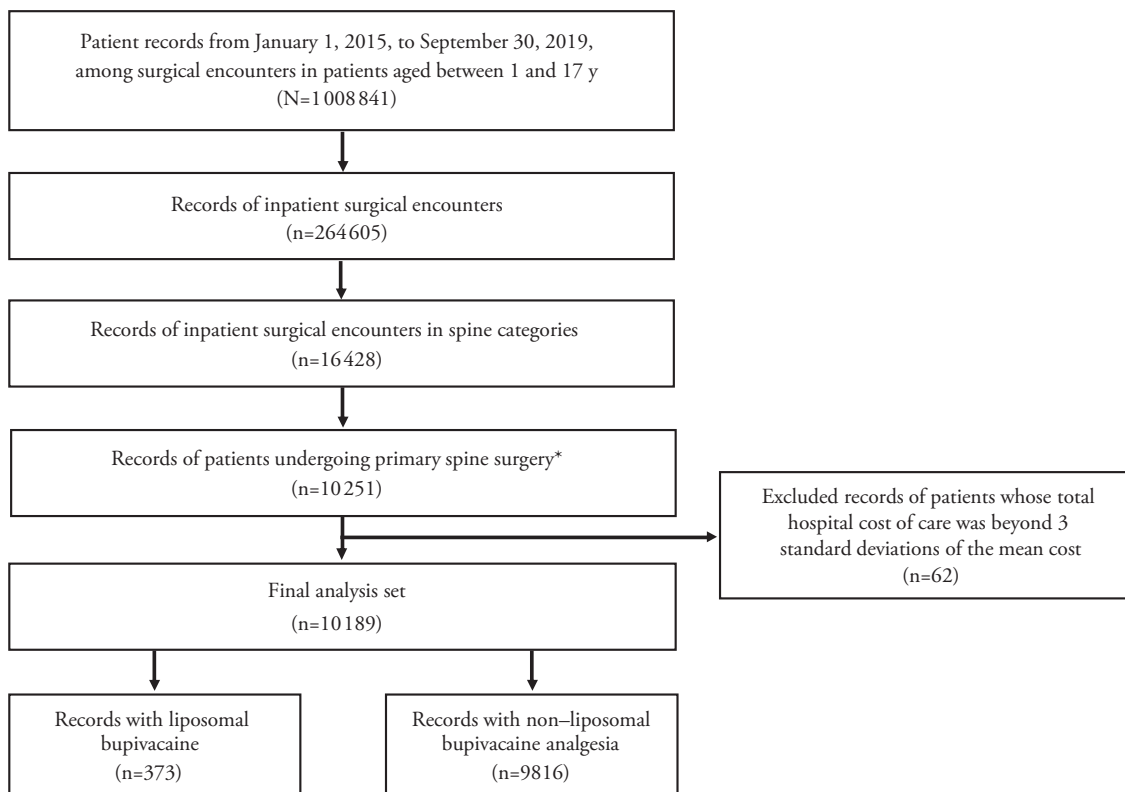 Patient records from January 1, 2015, to September 30, 2019,
among surgical encounters in patients aged between 1 and 17 y
(N=1 008 841)
Records of inpatient surgical encounters
(n=264 605)
Records of inpatient surgical encounters in spine categories
(n=16 428)
Records of patients undergoing primary spine surgery*
(n=10 251)
Excluded records of patients whose total
hospital cost of care was beyond 3
standard deviations of the mean cost
(n=62)
Final analysis set
(n=10 189)
Records with liposomal
bupivacaine
(n=373)
Records with non–liposomal
bupivacaine analgesia
(n=9816)